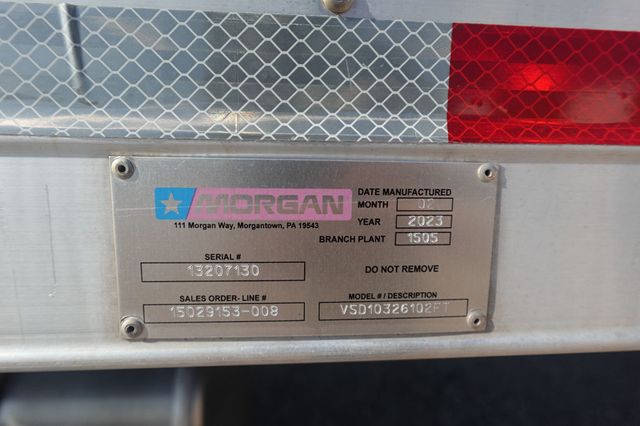 MORGAN
111 Morgan Way, Morgantown, PA 19543
DATE MANUFACTURED
MONTH 02
YEAR 2023
BRANCH PLANT 1505
SERIAL #
13207130
DO NOT REMOVE
SALES ORDER- LINE #
15029153-008
MODEL # / DESCRIPTION
VSD10326102FT